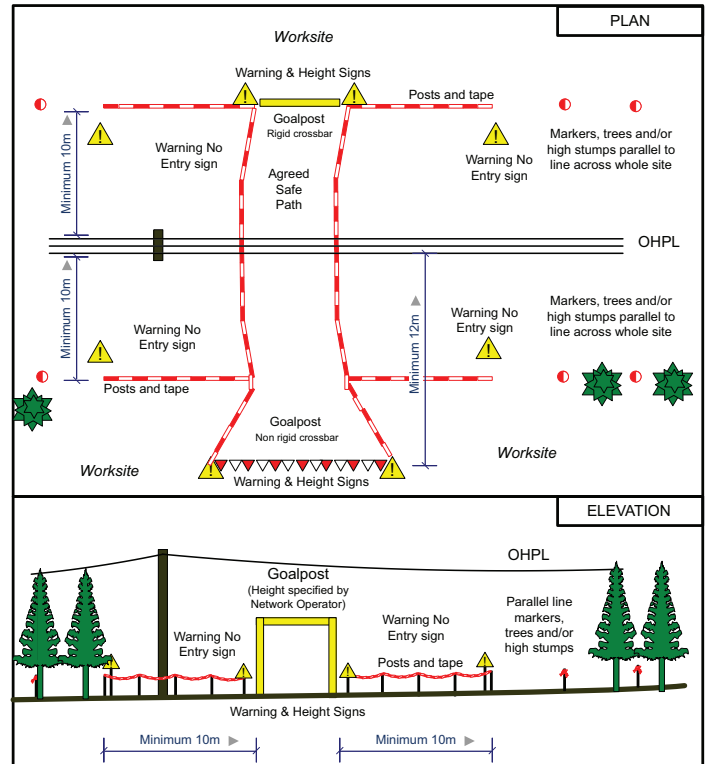 PLAN
Worksite
Warning & Height Signs
Posts and tape
Goalpost
Rigid crossbar
Minimum 10m
Warning No
Entry sign
Agreed
Safe
Path
Warning No
Entry sign
Markers, trees and/or
high stumps parallel to
line across whole site
OHPL
Minimum 10m
Warning No
Entry sign
Minimum 12m
Warning No
Entry sign
Markers, trees and/or
high stumps parallel to
line across whole site
Posts and tape
Goalpost
Non rigid crossbar
Worksite
Worksite
Warning & Height Signs
ELEVATION
OHPL
Goalpost
(Height specified by
Network Operator)
Warning No
Entry sign
Warning No
Entry sign
Posts and tape
Parallel line
markers,
trees and/or
high stumps
Warning & Height Signs
Minimum 10m
Minimum 10m